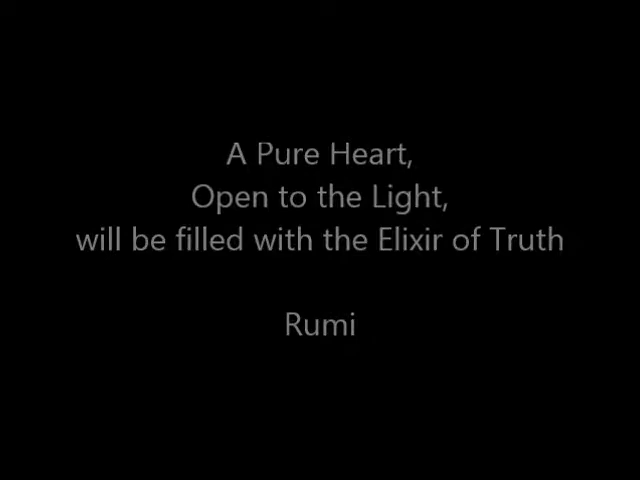 A Pure Heart,
Open to the Light,
will be filled with the Elixir of Truth
Rumi